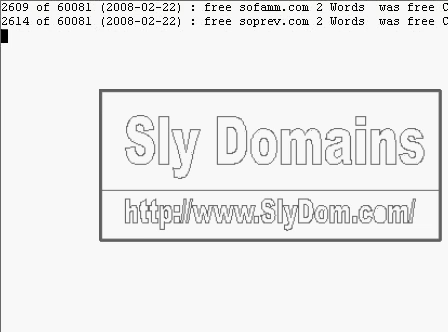 2609 of 60081 (2008-02-22) : free sofamm.com 2 Words  was free C
2614 of 60081 (2008-02-22) : free soprev.com 2 Words  was free C
Sly Domains
http://www.SlyDom.com/